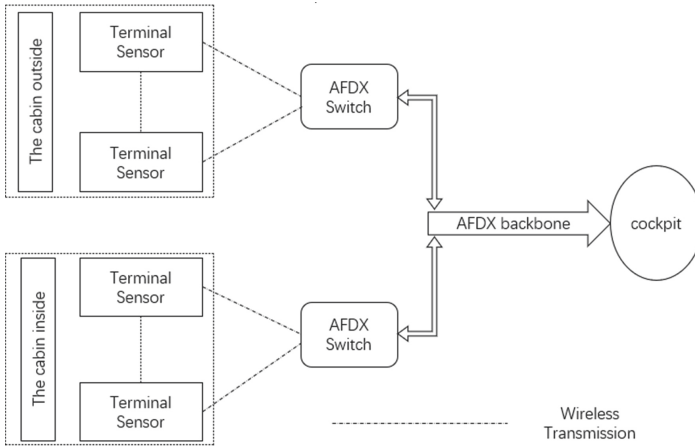 The cabin outside
Terminal
Sensor
Terminal
Sensor
AFDX
Switch
AFDX backbone
cockpit
The cabin inside
Terminal
Sensor
Terminal
Sensor
AFDX
Switch
Wireless
Transmission